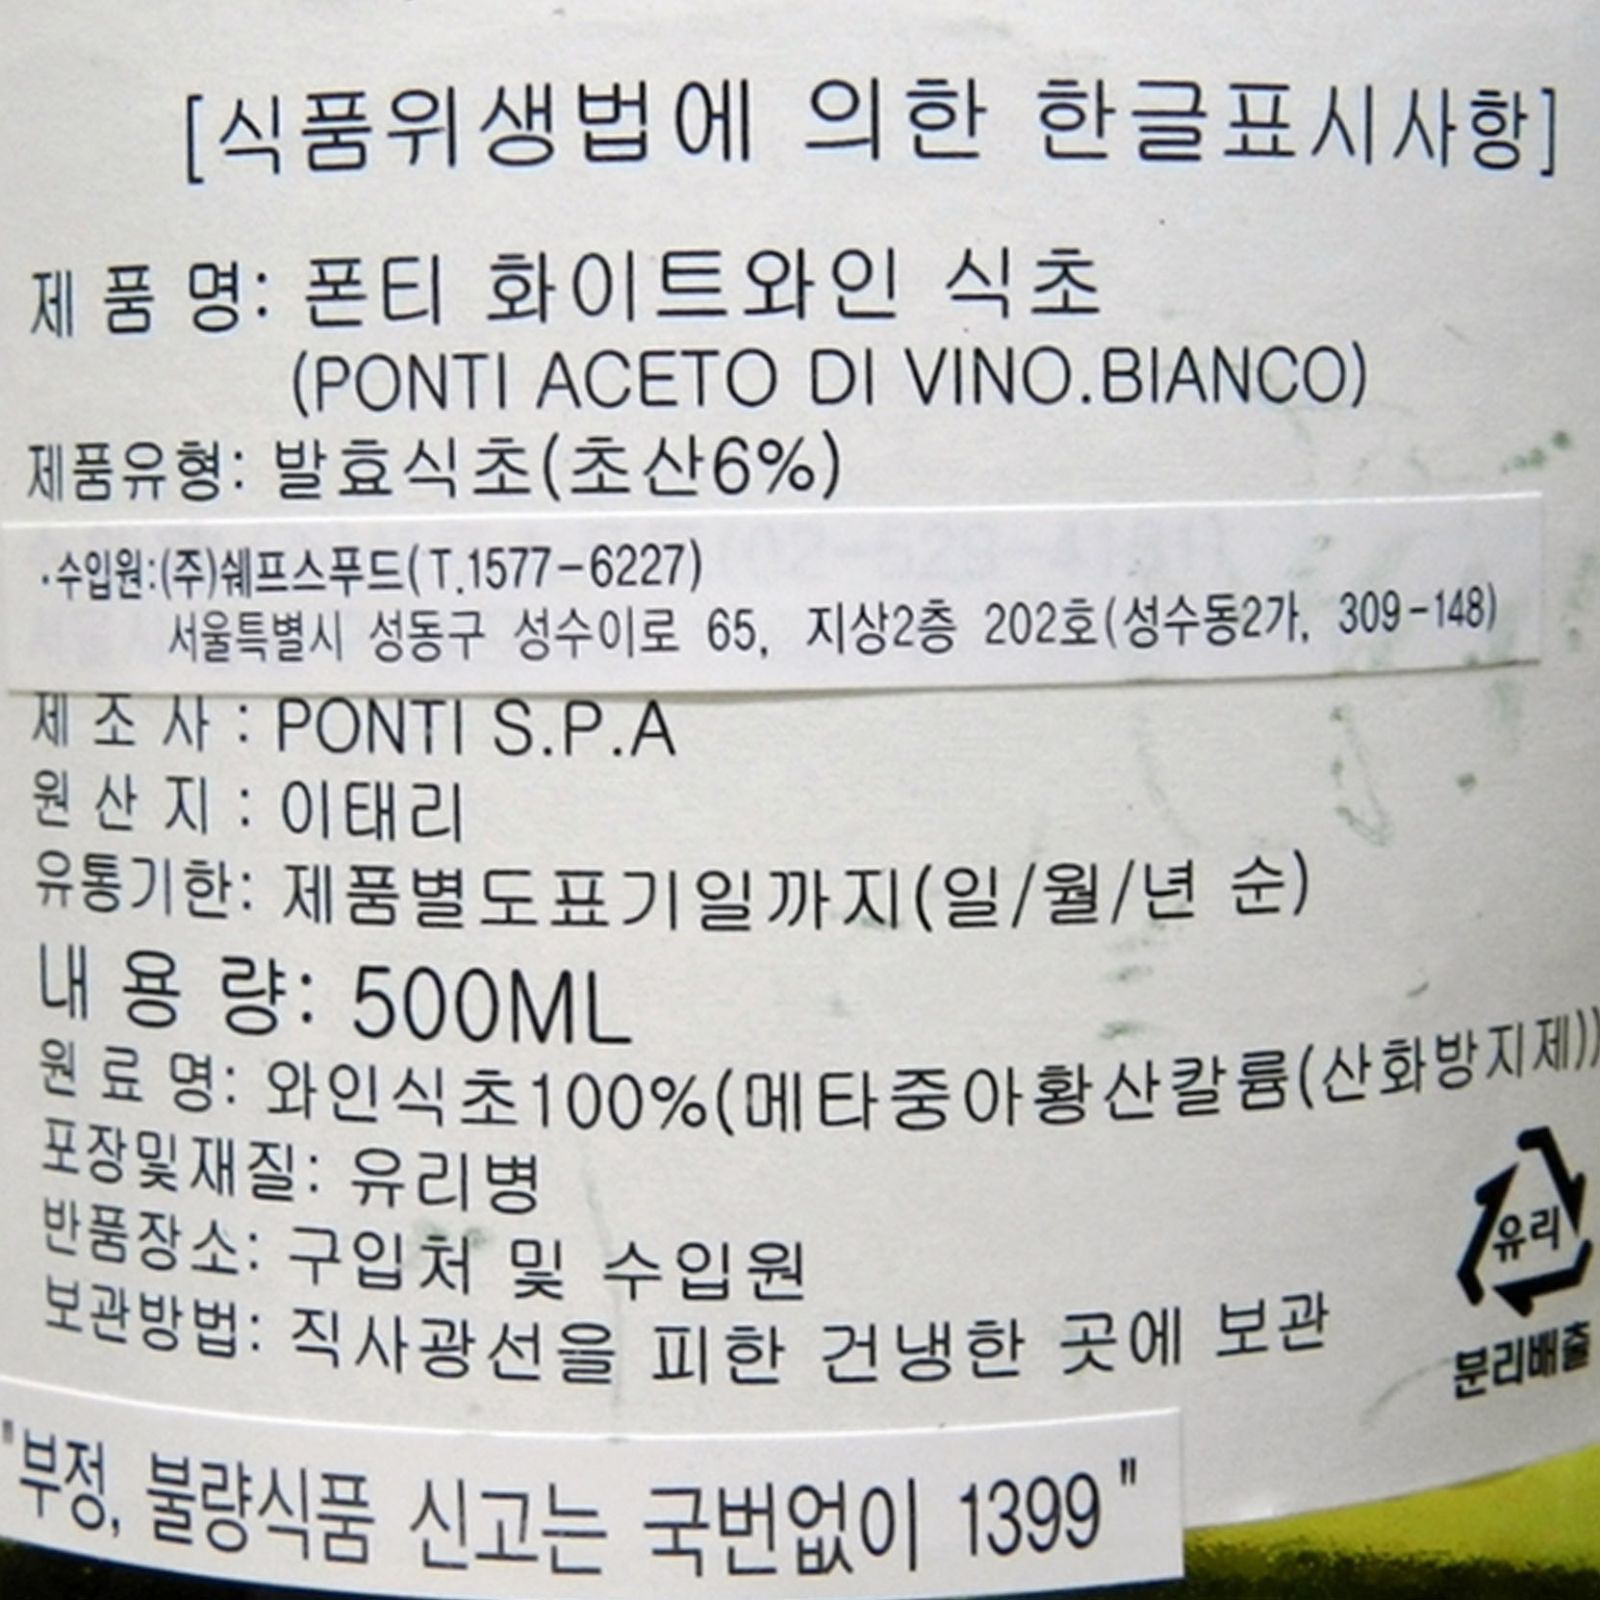 [식품위생법에 의한 한글표시사항]
제 품 명: 폰티 화이트와인 식초
(PONTI ACETO DI VINO.BIANCO)
제품유형: 발효식초(초산6%)
·수입원:(주)쉐프스푸드(T.1577-6227)
서울특별시 성동구 성수이로 65, 지상2층 202호(성수동2가, 309-148)
제 조 사 : PONTI S.P.A
원 산 지 : 이태리
유통기한: 제품별도표기일까지(일/월/년 순)
내 용 량: 500ML
원 료 명: 와인식초100%(메타중아황산칼륨(산화방지제))
포장및재질: 유리병
반품장소: 구입처 및 수입원
보관방법: 직사광선을 피한 건냉한 곳에 보관
유리
분리배출
"부정, 불량식품 신고는 국번없이 1399"